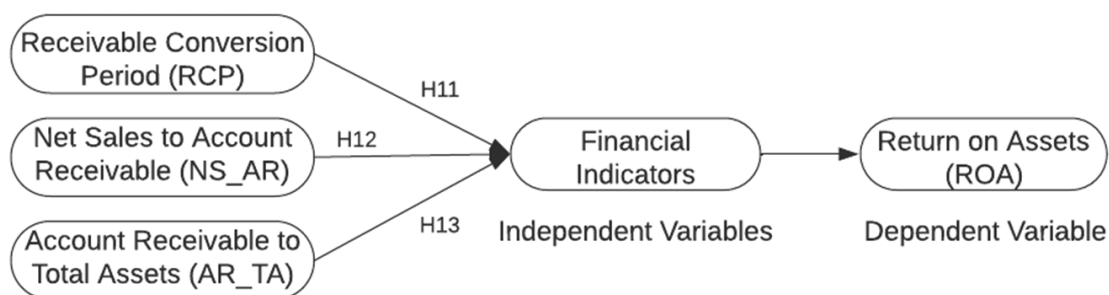 Receivable Conversion
Period (RCP)
H11
Net Sales to Account
Receivable (NS_AR)
H12
Account Receivable to
Total Assets (AR_TA)
H13
Financial
Indicators
Independent Variables
Return on Assets
(ROA)
Dependent Variable